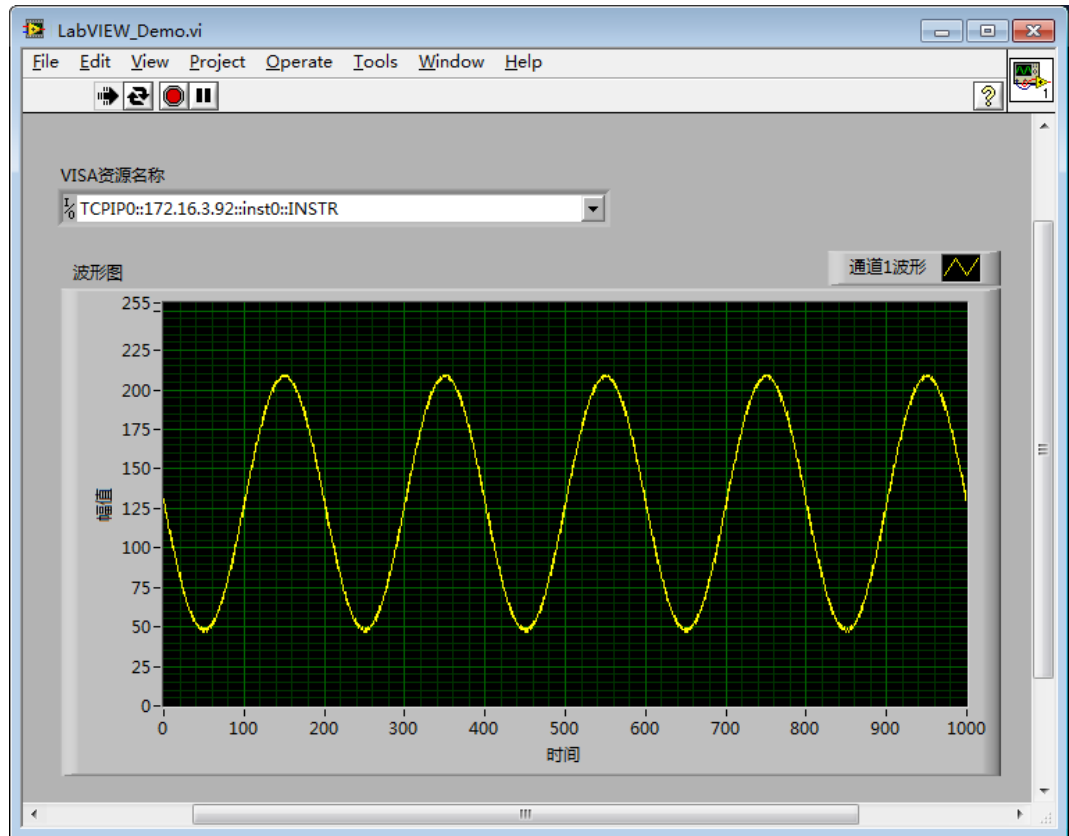 LabVIEW_Demo.vi
File Edit View Project Operate Tools Window Help
1
VISA资源名称
I/O TCPIP0::172.16.3.92::inst0::INSTR
波形图
通道1波形
255
225
200
175
150
125
100
75
50
25
0
幅值
0 100 200 300 400 500 600 700 800 900 1000
时间